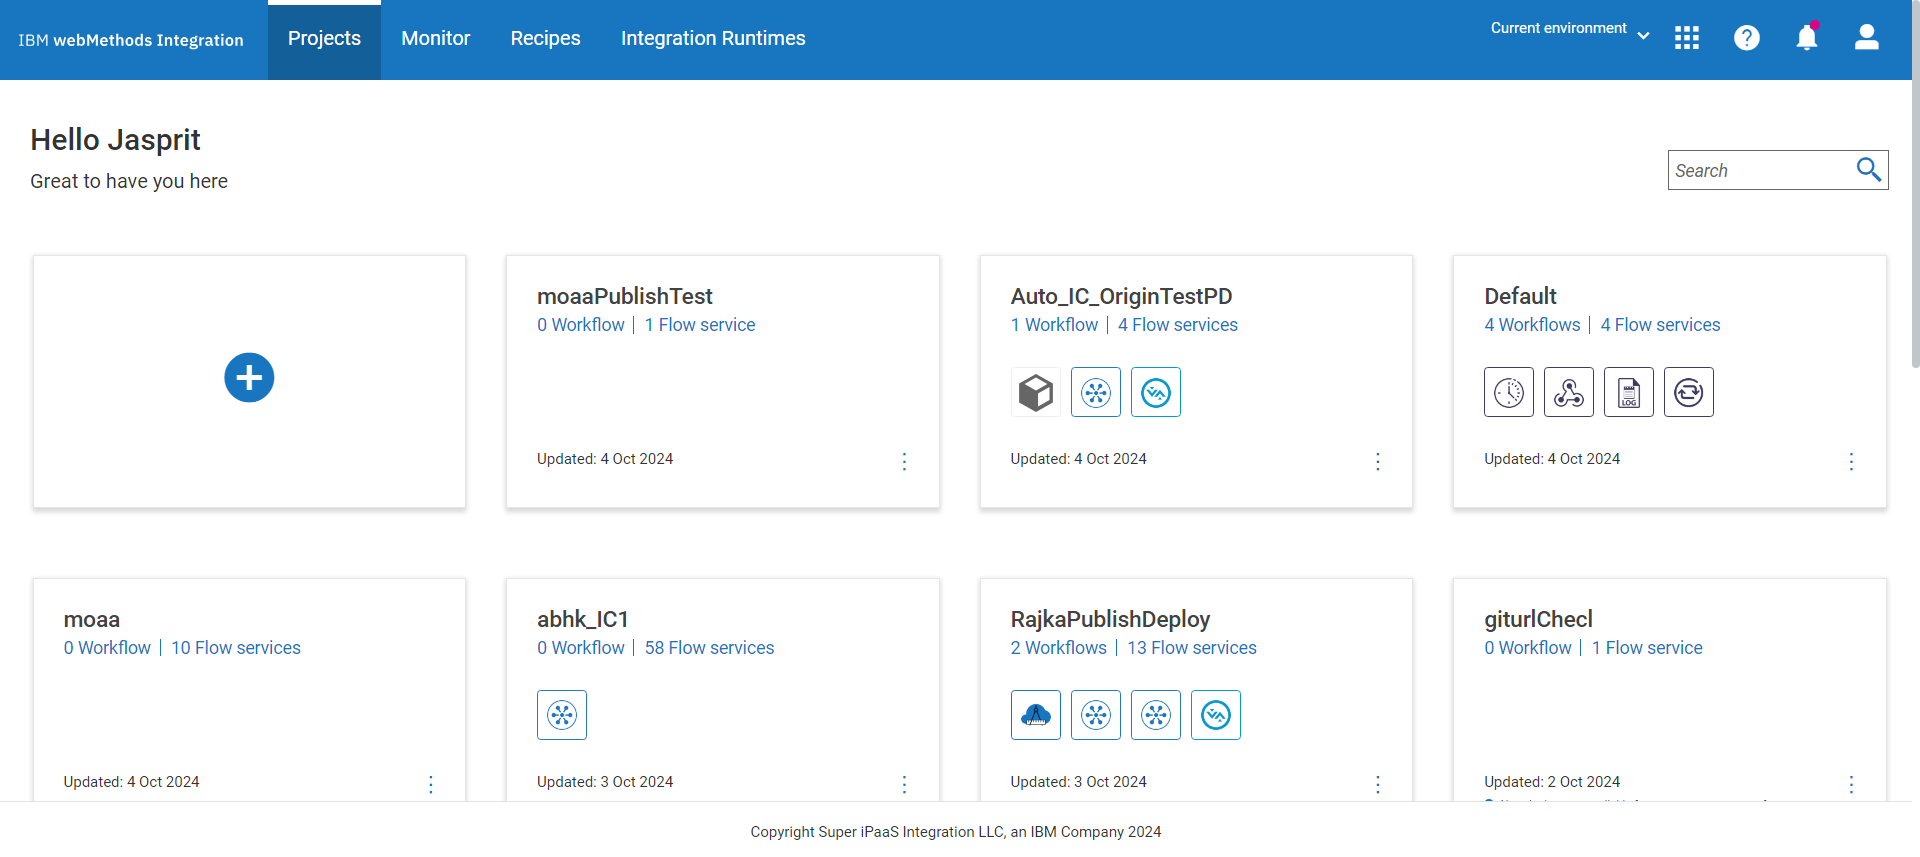 IBM webMethods Integration
Projects
Monitor
Recipes
Integration Runtimes
Current environment
Hello Jasprit
Great to have you here
Search
moaaPublishTest
0 Workflow | 1 Flow service
Updated: 4 Oct 2024
Auto_IC_OriginTestPD
1 Workflow | 4 Flow services
Updated: 4 Oct 2024
Default
4 Workflows | 4 Flow services
LOG
Updated: 4 Oct 2024
moaa
0 Workflow | 10 Flow services
Updated: 4 Oct 2024
abhk_IC1
0 Workflow | 58 Flow services
Updated: 3 Oct 2024
RajkaPublishDeploy
2 Workflows | 13 Flow services
Updated: 3 Oct 2024
giturlChecl
0 Workflow | 1 Flow service
Updated: 2 Oct 2024
Copyright Super iPaaS Integration LLC, an IBM Company 2024